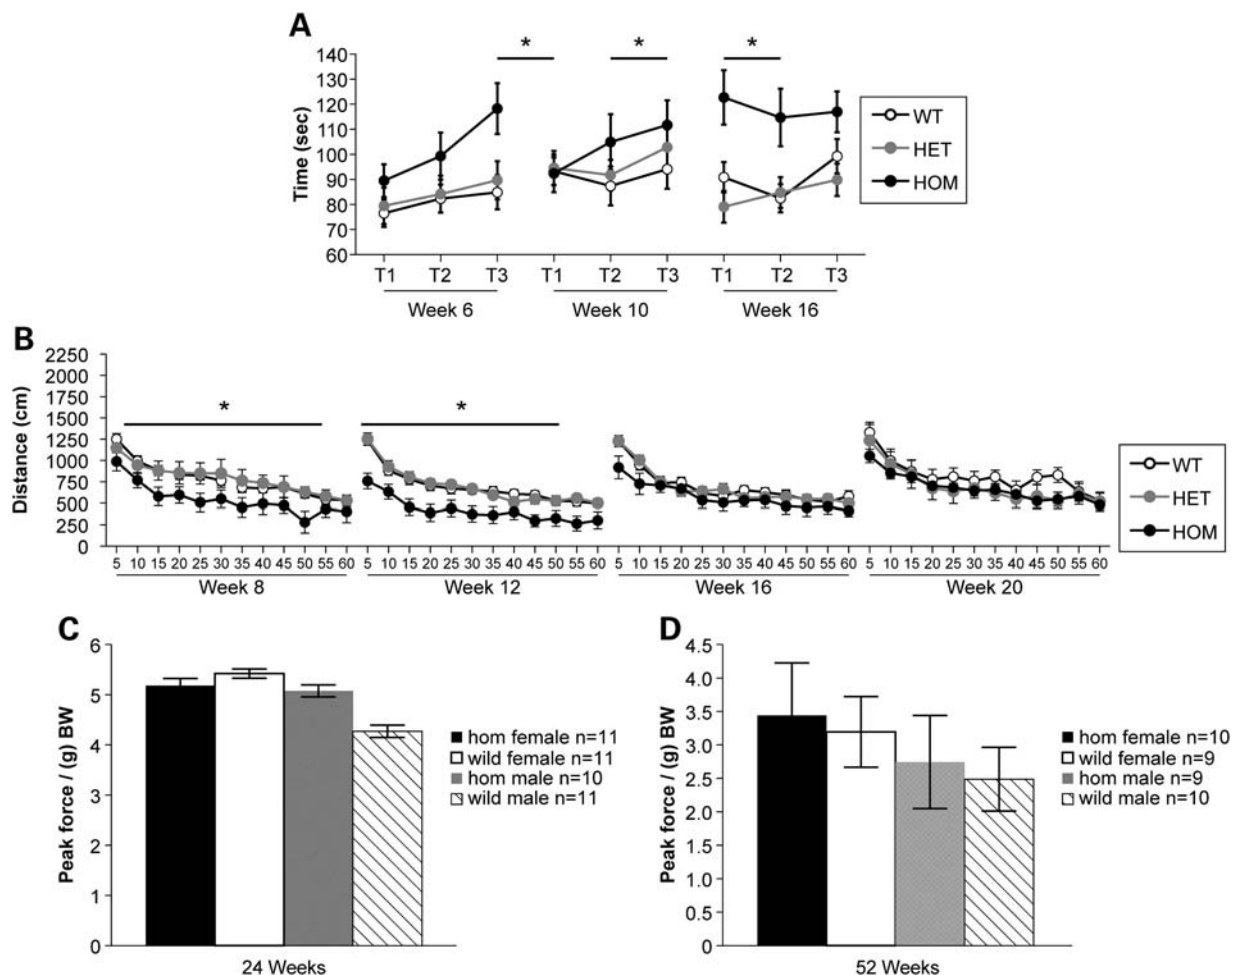 A
* * *
140
130
120
110
100
90
80
70
60
Time (sec)
WT
HET
HOM
T1 T2 T3 T1 T2 T3 T1 T2 T3
Week 6 Week 10 Week 16
B
2250
2000
1750
1500
1250
1000
750
500
250
0
Distance (cm)
* *
WT
HET
HOM
5 10 15 20 25 30 35 40 45 50 55 60 5 10 15 20 25 30 35 40 45 50 55 60 5 10 15 20 25 30 35 40 45 50 55 60 5 10 15 20 25 30 35 40 45 50 55 60
Week 8 Week 12 Week 16 Week 20
C
6
5
4
3
2
1
0
Peak force / (g) BW
hom female n=11
wild female n=11
hom male n=10
wild male n=11
24 Weeks
D
4.5
4.0
3.5
3.0
2.5
2.0
1.5
1.0
0.5
0
Peak force / (g) BW
hom female n=10
wild female n=9
hom male n=9
wild male n=10
52 Weeks